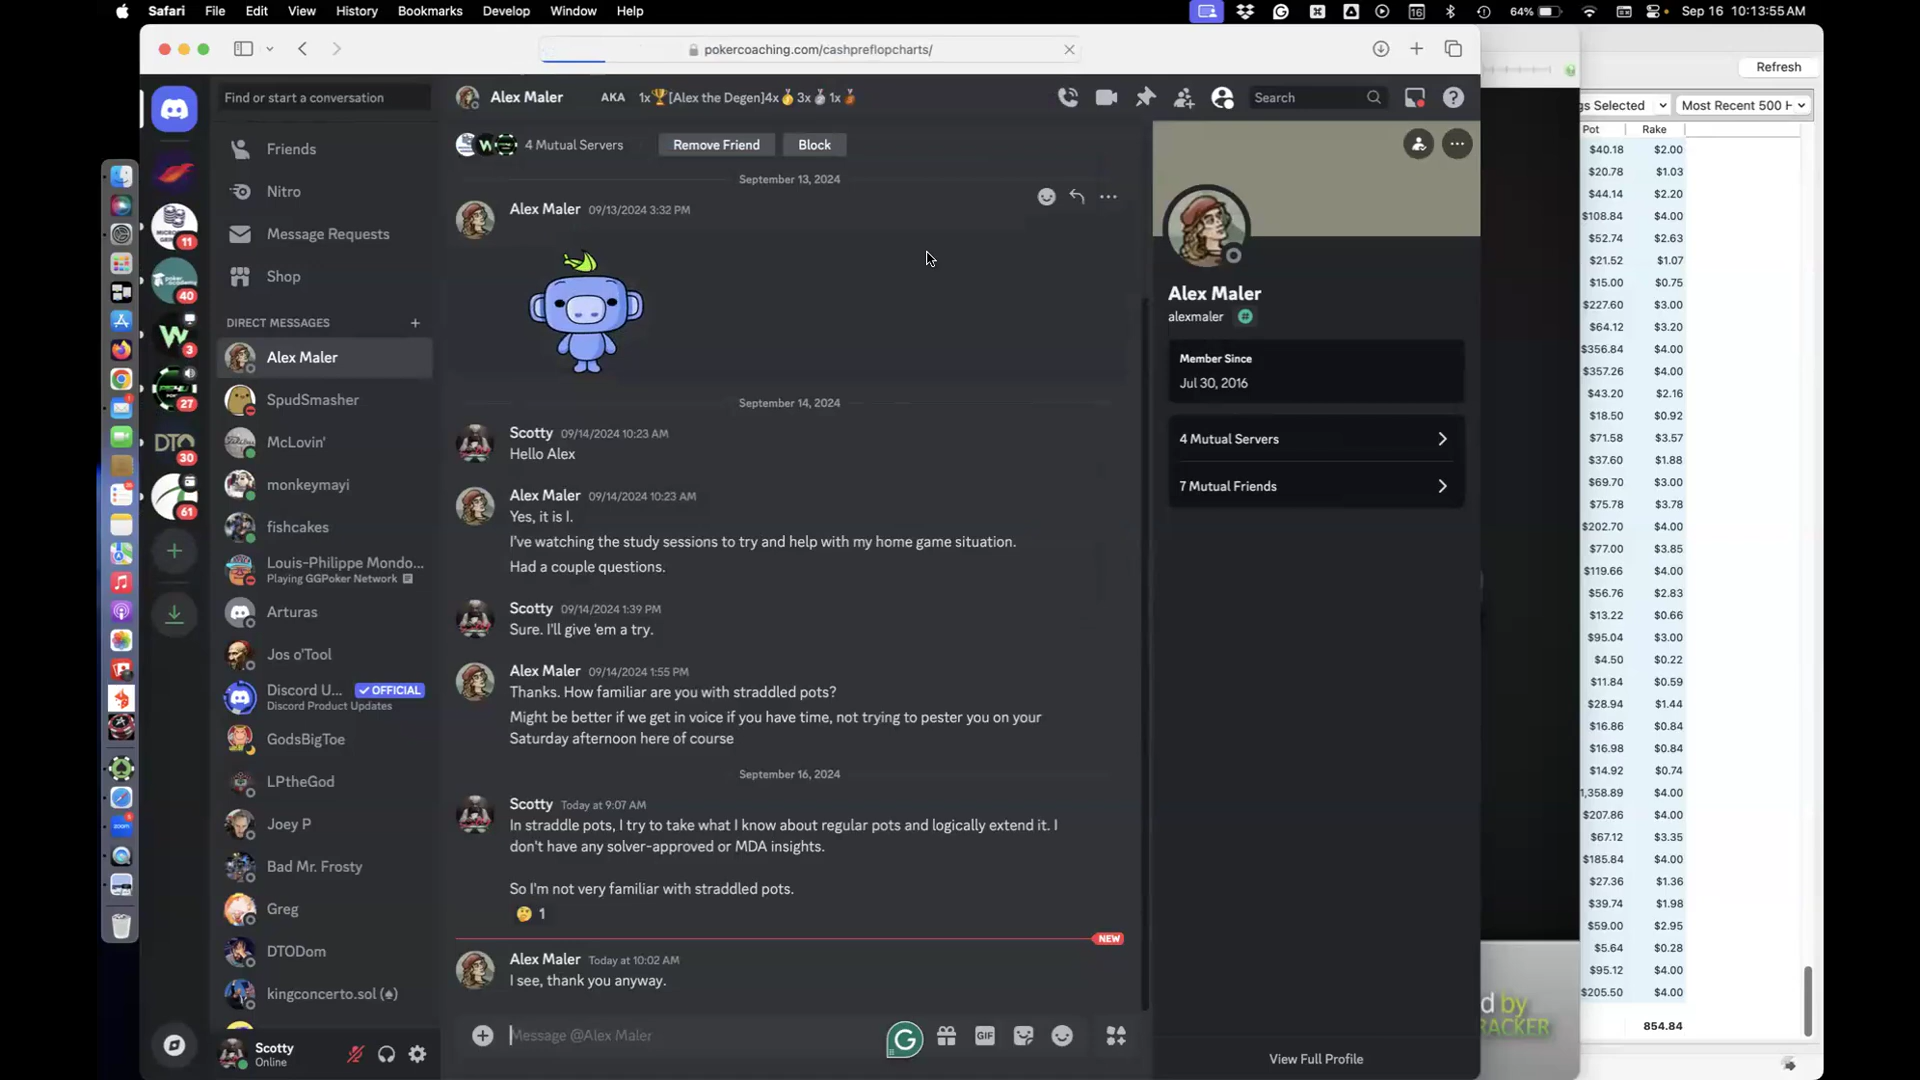 Safari File Edit View History Bookmarks Develop Window Help
16
64%
Sep 16 10:13:55 AM
pokercoaching.com/cashpreflopcharts/
Find or start a conversation
Friends
Nitro
Message Requests
Shop
DIRECT MESSAGES +
Alex Maler
SpudSmasher
McLovin'
monkeymayi
fishcakes
Louis-Philippe Mondo...
Playing GGPoker Network
Arturas
Jos o'Tool
Discord U... ✓ OFFICIAL
Discord Product Updates
GodsBigToe
LPtheGod
Joey P
Bad Mr. Frosty
Greg
DTODom
kingconcerto.sol (♠)
Scotty
Online
11
40
W
3
27
DTO
30
61
Alex Maler AKA 1x🏆[Alex the Degen]4x🥇3x🥈1x🥉
Search
4 Mutual Servers Remove Friend Block
September 13, 2024
Alex Maler 09/13/2024 3:32 PM
September 14, 2024
Scotty 09/14/2024 10:23 AM
Hello Alex
Alex Maler 09/14/2024 10:23 AM
Yes, it is I.
I've watching the study sessions to try and help with my home game situation.
Had a couple questions.
Scotty 09/14/2024 1:39 PM
Sure. I'll give 'em a try.
Alex Maler 09/14/2024 1:55 PM
Thanks. How familiar are you with straddled pots?
Might be better if we get in voice if you have time, not trying to pester you on your
Saturday afternoon here of course
September 16, 2024
Scotty Today at 9:07 AM
In straddle pots, I try to take what I know about regular pots and logically extend it. I
don't have any solver-approved or MDA insights.
So I'm not very familiar with straddled pots.
🤔 1
NEW
Alex Maler Today at 10:02 AM
I see, thank you anyway.
Message @Alex Maler
GIF
Alex Maler
alexmaler
Member Since
Jul 30, 2016
4 Mutual Servers
7 Mutual Friends
View Full Profile
Refresh
gs Selected Most Recent 500 H
Pot Rake
$40.18 $2.00
$20.78 $1.03
$44.14 $2.20
$108.84 $4.00
$52.74 $2.63
$21.52 $1.07
$15.00 $0.75
$227.60 $3.00
$64.12 $3.20
$356.84 $4.00
$357.26 $4.00
$43.20 $2.16
$18.50 $0.92
$71.58 $3.57
$37.60 $1.88
$69.70 $3.00
$75.78 $3.78
$202.70 $4.00
$77.00 $3.85
$119.66 $4.00
$56.76 $2.83
$13.22 $0.66
$95.04 $3.00
$4.50 $0.22
$11.84 $0.59
$28.94 $1.44
$16.86 $0.84
$16.98 $0.84
$14.92 $0.74
1,358.89 $4.00
$207.86 $4.00
$67.12 $3.35
$185.84 $4.00
$27.36 $1.36
$39.74 $1.98
$59.00 $2.95
$5.64 $0.28
$95.12 $4.00
$205.50 $4.00
854.84
d by
RACKER